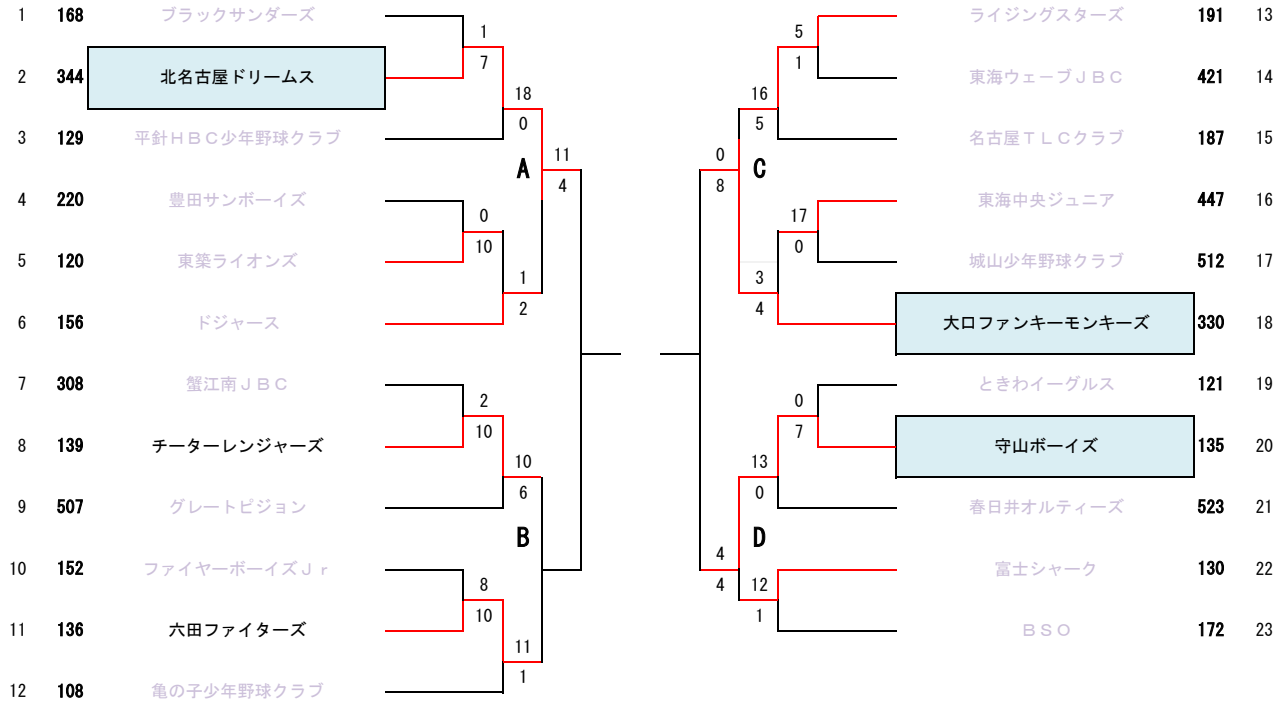 1 168 ブラックサンダーズ
1
7
2 344 北名古屋ドリームス
18
0
3 129 平針ＨＢＣ少年野球クラブ
A
11
4
4 220 豊田サンボーイズ
0
10
5 120 東築ライオンズ
1
2
6 156 ドジャース
7 308 蟹江南ＪＢＣ
2
10
8 139 チーターレンジャーズ
10
6
9 507 グレートピジョン
B
10 152 ファイヤーボーイズＪｒ
8
10
11 136 六田ファイターズ
11
1
12 108 亀の子少年野球クラブ
ライジングスターズ 191 13
5
1
東海ウェーブＪＢＣ 421 14
16
5
名古屋ＴＬＣクラブ 187 15
0
8
C
東海中央ジュニア 447 16
17
0
城山少年野球クラブ 512 17
3
4
大口ファンキーモンキーズ 330 18
ときわイーグルス 121 19
0
7
守山ボーイズ 135 20
13
0
春日井オルティーズ 523 21
D
4
4
富士シャーク 130 22
12
1
ＢＳＯ 172 23